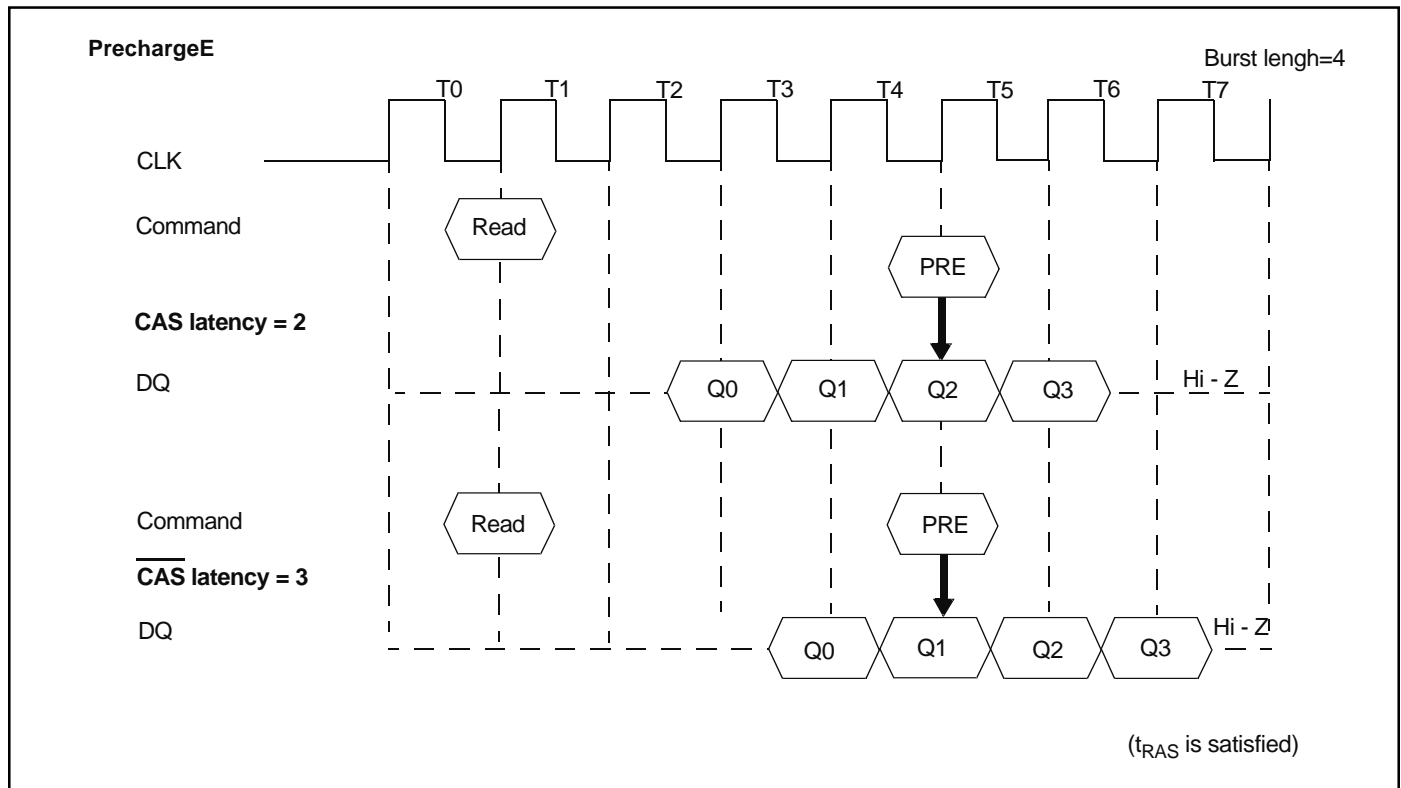 PrechargeE
Burst lengh=4
T0 T1 T2 T3 T4 T5 T6 T7
CLK
Command Read
PRE
CAS latency = 2
DQ Q0 Q1 Q2 Q3 Hi - Z
Command Read PRE
CAS latency = 3
DQ Q0 Q1 Q2 Q3 Hi - Z
(tRAS is satisfied)